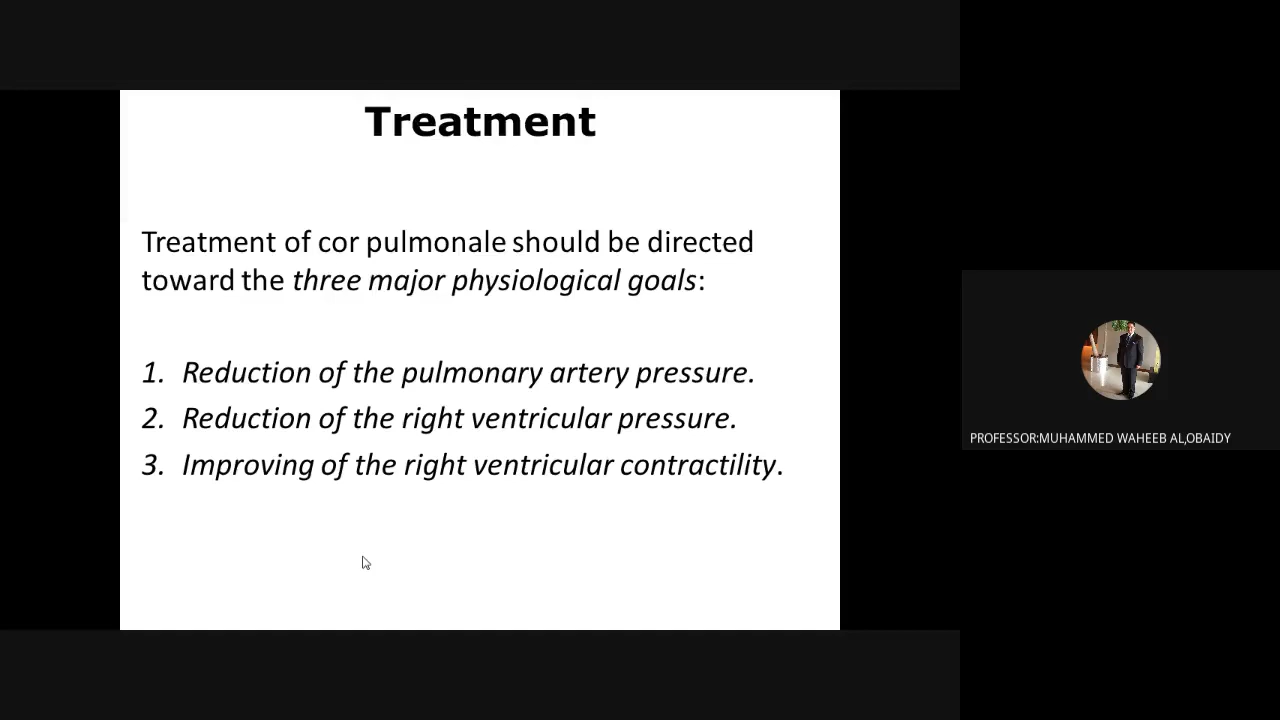 Treatment
Treatment of cor pulmonale should be directed
toward the three major physiological goals:
1. Reduction of the pulmonary artery pressure.
2. Reduction of the right ventricular pressure.
3. Improving of the right ventricular contractility.
PROFESSOR:MUHAMMED WAHEEB AL,OBAIDY